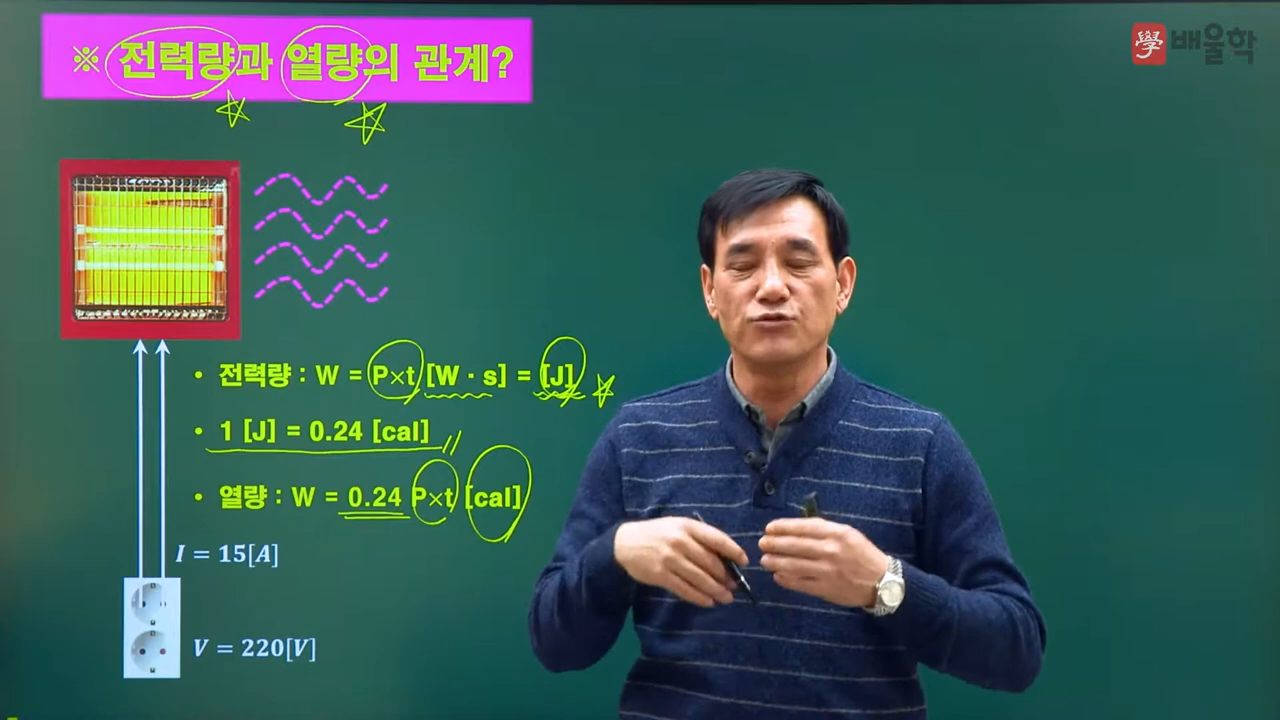 ※ 전력량과 열량의 관계?
學 배울학
• 전력량 : W = P×t [W · s] = [J]
• 1 [J] = 0.24 [cal]
• 열량 : W = 0.24 P×t [cal]
I = 15[A]
V = 220[V]